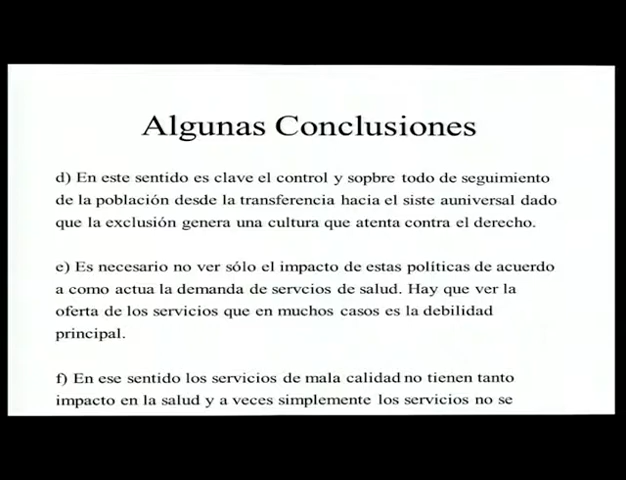 Algunas Conclusiones
d) En este sentido es clave el control y sopbre todo de seguimiento
de la población desde la transferencia hacia el siste auniversal dado
que la exclusión genera una cultura que atenta contra el derecho.
e) Es necesario no ver sólo el impacto de estas políticas de acuerdo
a como actua la demanda de servcios de salud. Hay que ver la
oferta de los servicios que en muchos casos es la debilidad
principal.
f) En ese sentido los servicios de mala calidad no tienen tanto
impacto en la salud y a veces simplemente los servicios no se